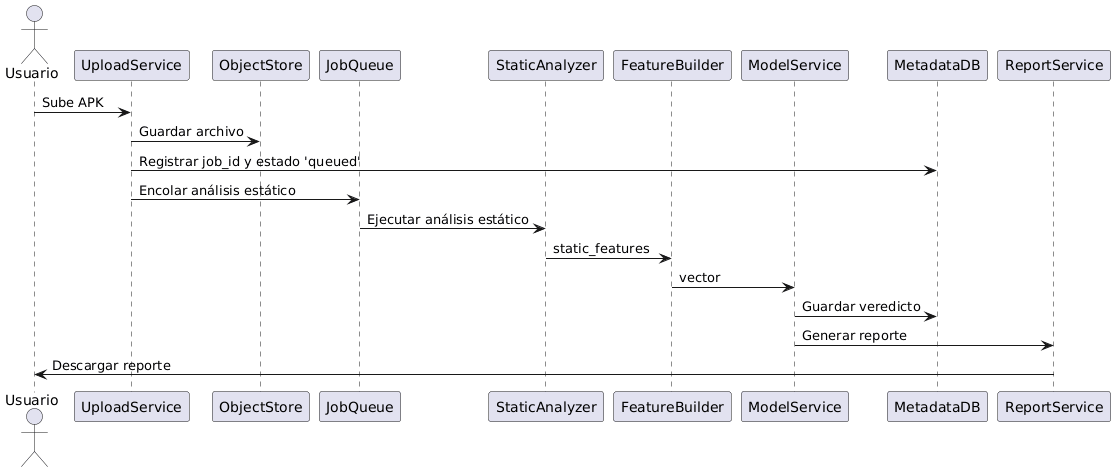 Usuario
UploadService
ObjectStore
JobQueue
StaticAnalyzer
FeatureBuilder
ModelService
MetadataDB
ReportService
Sube APK
Guardar archivo
Registrar job_id y estado 'queued'
Encolar análisis estático
Ejecutar análisis estático
static_features
vector
Guardar veredicto
Generar reporte
Descargar reporte
Usuario
UploadService
ObjectStore
JobQueue
StaticAnalyzer
FeatureBuilder
ModelService
MetadataDB
ReportService